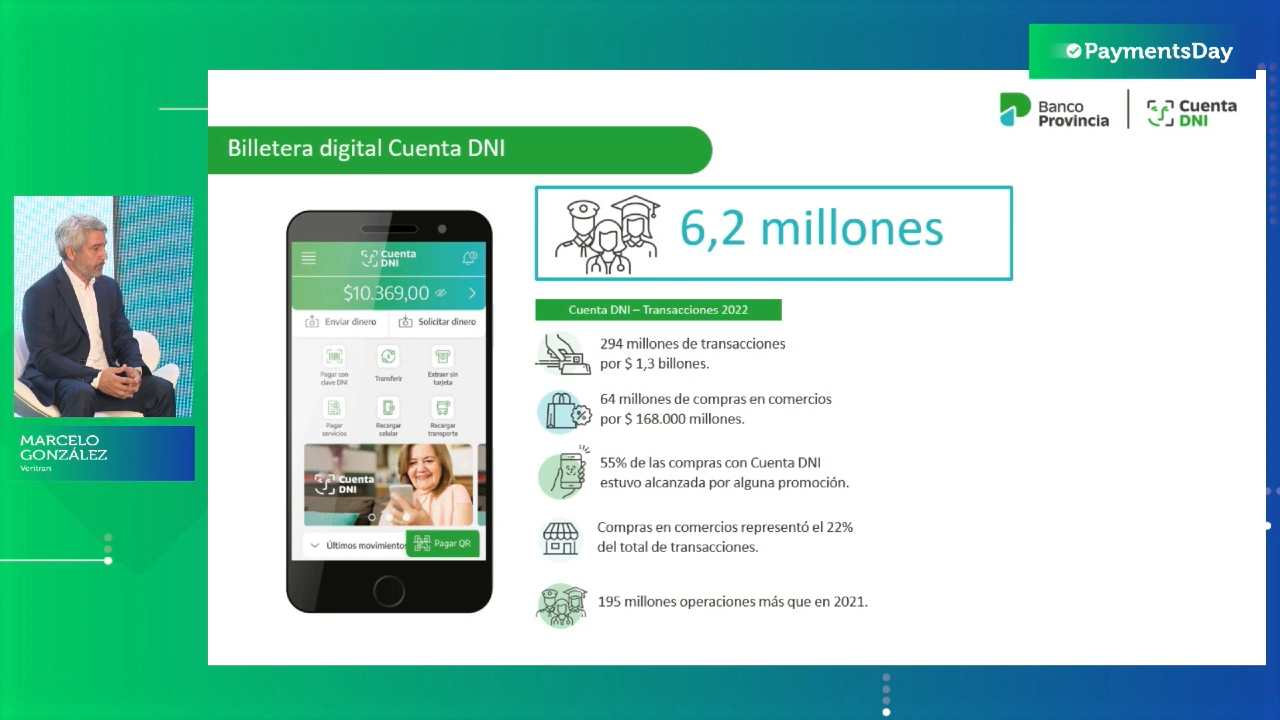 PaymentsDay
Banco
Provincia
Cuenta
DNI
Billetera digital Cuenta DNI
6,2 millones
Cuenta
DNI
$10.369,00
Enviar dinero
Solicitar dinero
Pagar con
clave DNI
Transferir
Extraer sin
tarjeta
Pagar
servicios
Recargar
celular
Recargar
transporte
Cuenta
DNI
Últimos movimientos
Pagar QR
Cuenta DNI – Transacciones 2022
294 millones de transacciones
por $ 1,3 billones.
64 millones de compras en comercios
por $ 168.000 millones.
55% de las compras con Cuenta DNI
estuvo alcanzada por alguna promoción.
Compras en comercios representó el 22%
del total de transacciones.
195 millones operaciones más que en 2021.
MARCELO
GONZÁLEZ
Veritran